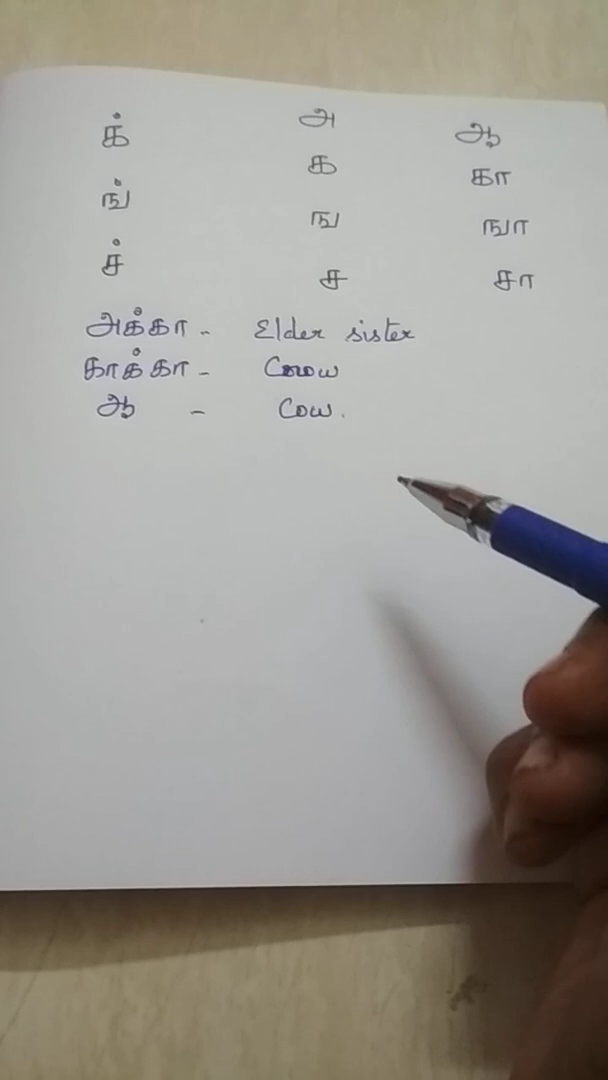 அ ஆ
க் க கா
ங் ங ஙா
ச் ச சா
அக்கா - Elder sister
காக்கா - Crow
ஆ - Cow.